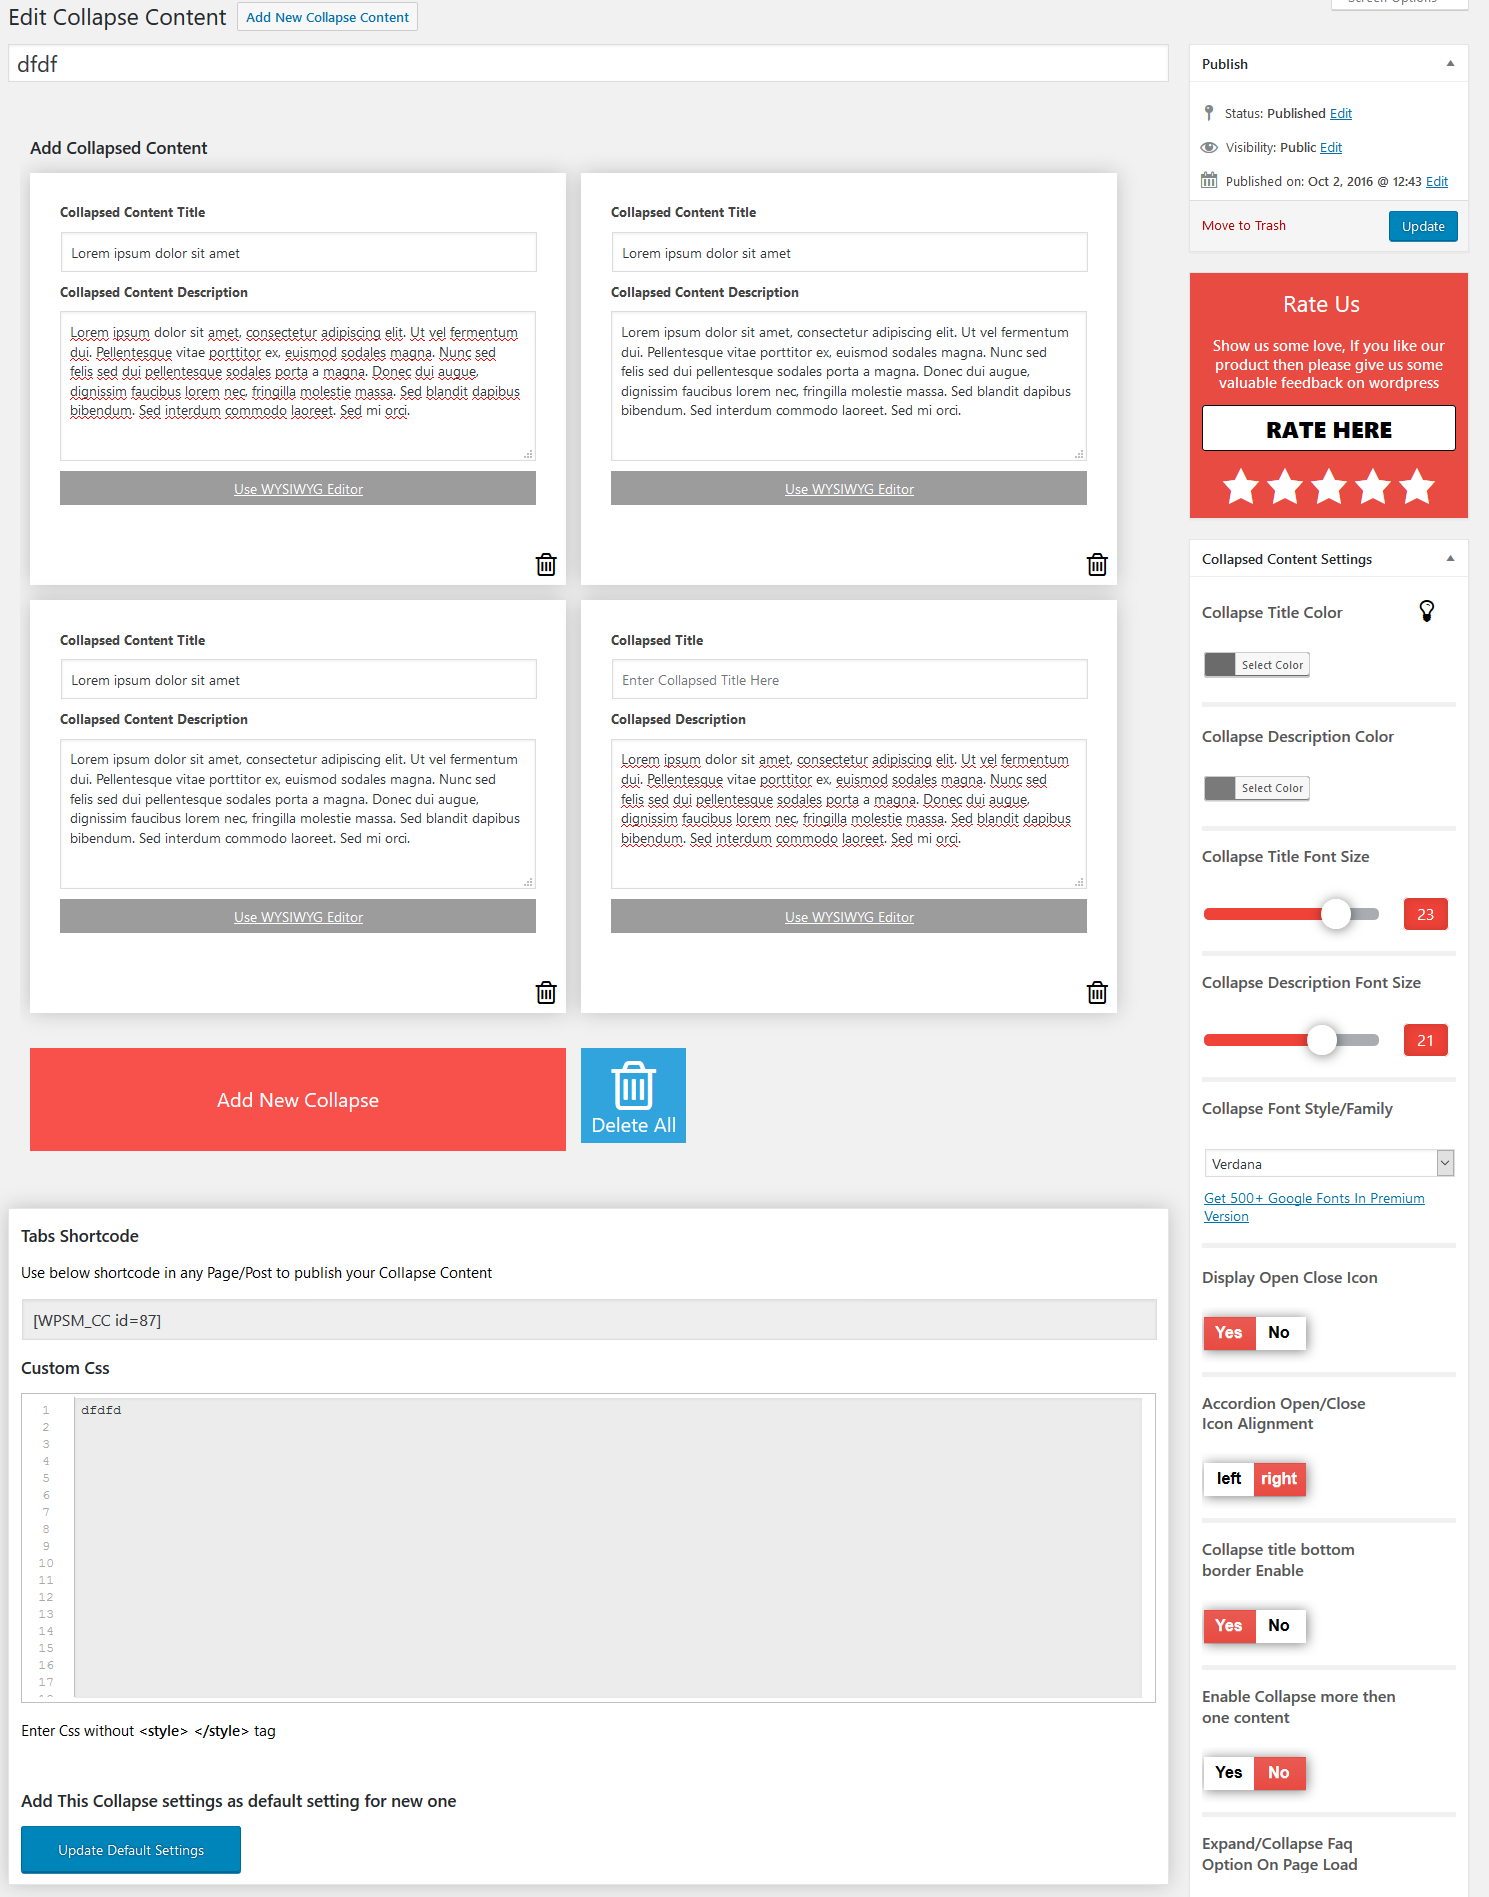 Edit Collapse Content
Add New Collapse Content
dfdf
Add Collapsed Content
Collapsed Content Title
Lorem ipsum dolor sit amet
Collapsed Content Description
Lorem ipsum dolor sit amet, consectetur adipiscing elit. Ut vel fermentum
dui. Pellentesque vitae porttitor ex, euismod sodales magna. Nunc sed
felis sed dui pellentesque sodales porta a magna. Donec dui augue,
dignissim faucibus lorem nec, fringilla molestie massa. Sed blandit dapibus
bibendum. Sed interdum commodo laoreet. Sed mi orci.
Use WYSIWYG Editor
Collapsed Content Title
Lorem ipsum dolor sit amet
Collapsed Content Description
Lorem ipsum dolor sit amet, consectetur adipiscing elit. Ut vel fermentum
dui. Pellentesque vitae porttitor ex, euismod sodales magna. Nunc sed
felis sed dui pellentesque sodales porta a magna. Donec dui augue,
dignissim faucibus lorem nec, fringilla molestie massa. Sed blandit dapibus
bibendum. Sed interdum commodo laoreet. Sed mi orci.
Use WYSIWYG Editor
Collapsed Content Title
Lorem ipsum dolor sit amet
Collapsed Content Description
Lorem ipsum dolor sit amet, consectetur adipiscing elit. Ut vel fermentum
dui. Pellentesque vitae porttitor ex, euismod sodales magna. Nunc sed
felis sed dui pellentesque sodales porta a magna. Donec dui augue,
dignissim faucibus lorem nec, fringilla molestie massa. Sed blandit dapibus
bibendum. Sed interdum commodo laoreet. Sed mi orci.
Use WYSIWYG Editor
Collapsed Title
Enter Collapsed Title Here
Collapsed Description
Lorem ipsum dolor sit amet, consectetur adipiscing elit. Ut vel fermentum
dui. Pellentesque vitae porttitor ex, euismod sodales magna. Nunc sed
felis sed dui pellentesque sodales porta a magna. Donec dui augue,
dignissim faucibus lorem nec, fringilla molestie massa. Sed blandit dapibus
bibendum. Sed interdum commodo laoreet. Sed mi orci.
Use WYSIWYG Editor
Add New Collapse
Delete All
Tabs Shortcode
Use below shortcode in any Page/Post to publish your Collapse Content
[WPSM_CC id=87]
Custom Css
1 dfdfd
2
3
4
5
6
7
8
9
10
11
12
13
14
15
16
17
Enter Css without <style> </style> tag
Add This Collapse settings as default setting for new one
Update Default Settings
Publish
Status: Published Edit
Visibility: Public Edit
Published on: Oct 2, 2016 @ 12:43 Edit
Move to Trash
Update
Rate Us
Show us some love, If you like our
product then please give us some
valuable feedback on wordpress
RATE HERE
Collapsed Content Settings
Collapse Title Color
Select Color
Collapse Description Color
Select Color
Collapse Title Font Size
23
Collapse Description Font Size
21
Collapse Font Style/Family
Verdana
Get 500+ Google Fonts In Premium
Version
Display Open Close Icon
Yes No
Accordion Open/Close
Icon Alignment
left right
Collapse title bottom
border Enable
Yes No
Enable Collapse more then
one content
Yes No
Expand/Collapse Faq
Option On Page Load